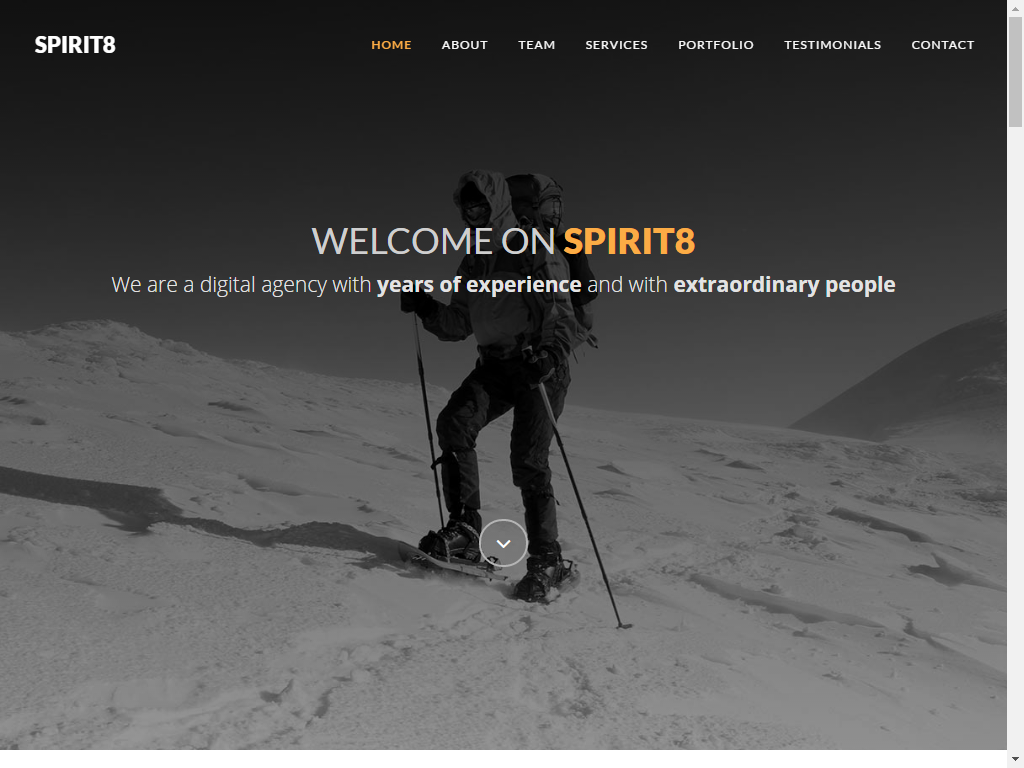 SPIRIT8
HOME ABOUT TEAM SERVICES PORTFOLIO TESTIMONIALS CONTACT
WELCOME ON SPIRIT8
We are a digital agency with years of experience and with extraordinary people